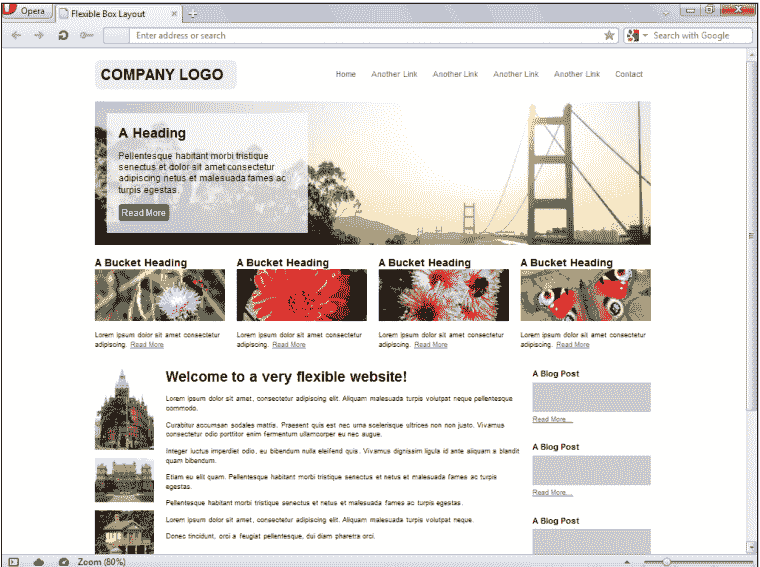 Opera
Flexible Box Layout
Enter address or search
Search with Google
COMPANY LOGO
Home Another Link Another Link Another Link Another Link Contact
A Heading
Pellentesque habitant morbi tristique
senectus et dolor sit amet consectetur
adipiscing netus et malesuada fames ac
turpis egestas.
Read More
A Bucket Heading A Bucket Heading A Bucket Heading A Bucket Heading
Lorem ipsum dolor sit amet consectetur
adipiscing. Read More
Lorem ipsum dolor sit amet consectetur
adipiscing. Read More
Lorem ipsum dolor sit amet consectetur
adipiscing. Read More
Lorem ipsum dolor sit amet consectetur
adipiscing. Read More
Welcome to a very flexible website!
Lorem ipsum dolor sit amet, consectetur adipiscing elit. Aliquam malesuada turpis volutpat neque pellentesque
commodo.
Curabitur accumsan sodales mattis. Praesent quis est nec urna scelerisque ultrices non non justo. Vivamus
consectetur odio porttitor enim fermentum ullamcorper eu nec augue.
Integer luctus imperdiet odio, eu bibendum nulla eleifend quis. Vivamus dignissim ligula id ante aliquam a blandit
quam bibendum.
Etiam eu elit quam. Pellentesque habitant morbi tristique senectus et netus et malesuada fames ac turpis
egestas.
Pellentesque habitant morbi tristique senectus et netus et malesuada fames ac turpis egestas.
Lorem ipsum dolor sit amet, consectetur adipiscing elit. Aliquam malesuada turpis volutpat neque.
Donec tincidunt, orci a feugiat pellentesque, dui diam pharetra orci.
A Blog Post
Read More...
A Blog Post
Read More...
A Blog Post
Zoom (80%)